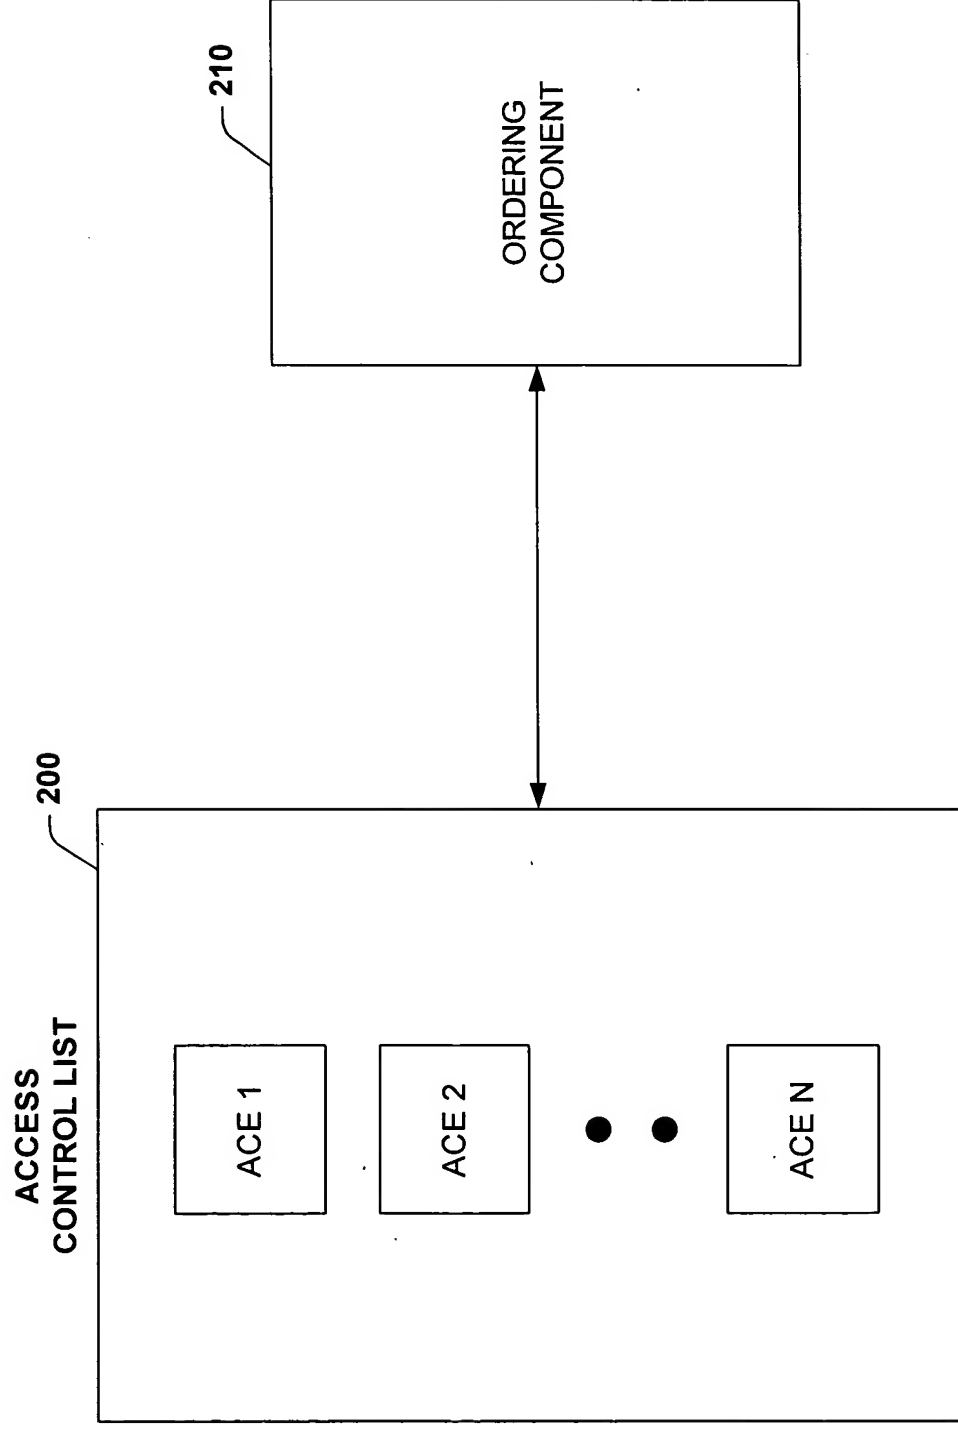 ACCESS
CONTROL LIST
200
ACE 1
ACE 2
ACE N
210
ORDERING
COMPONENT